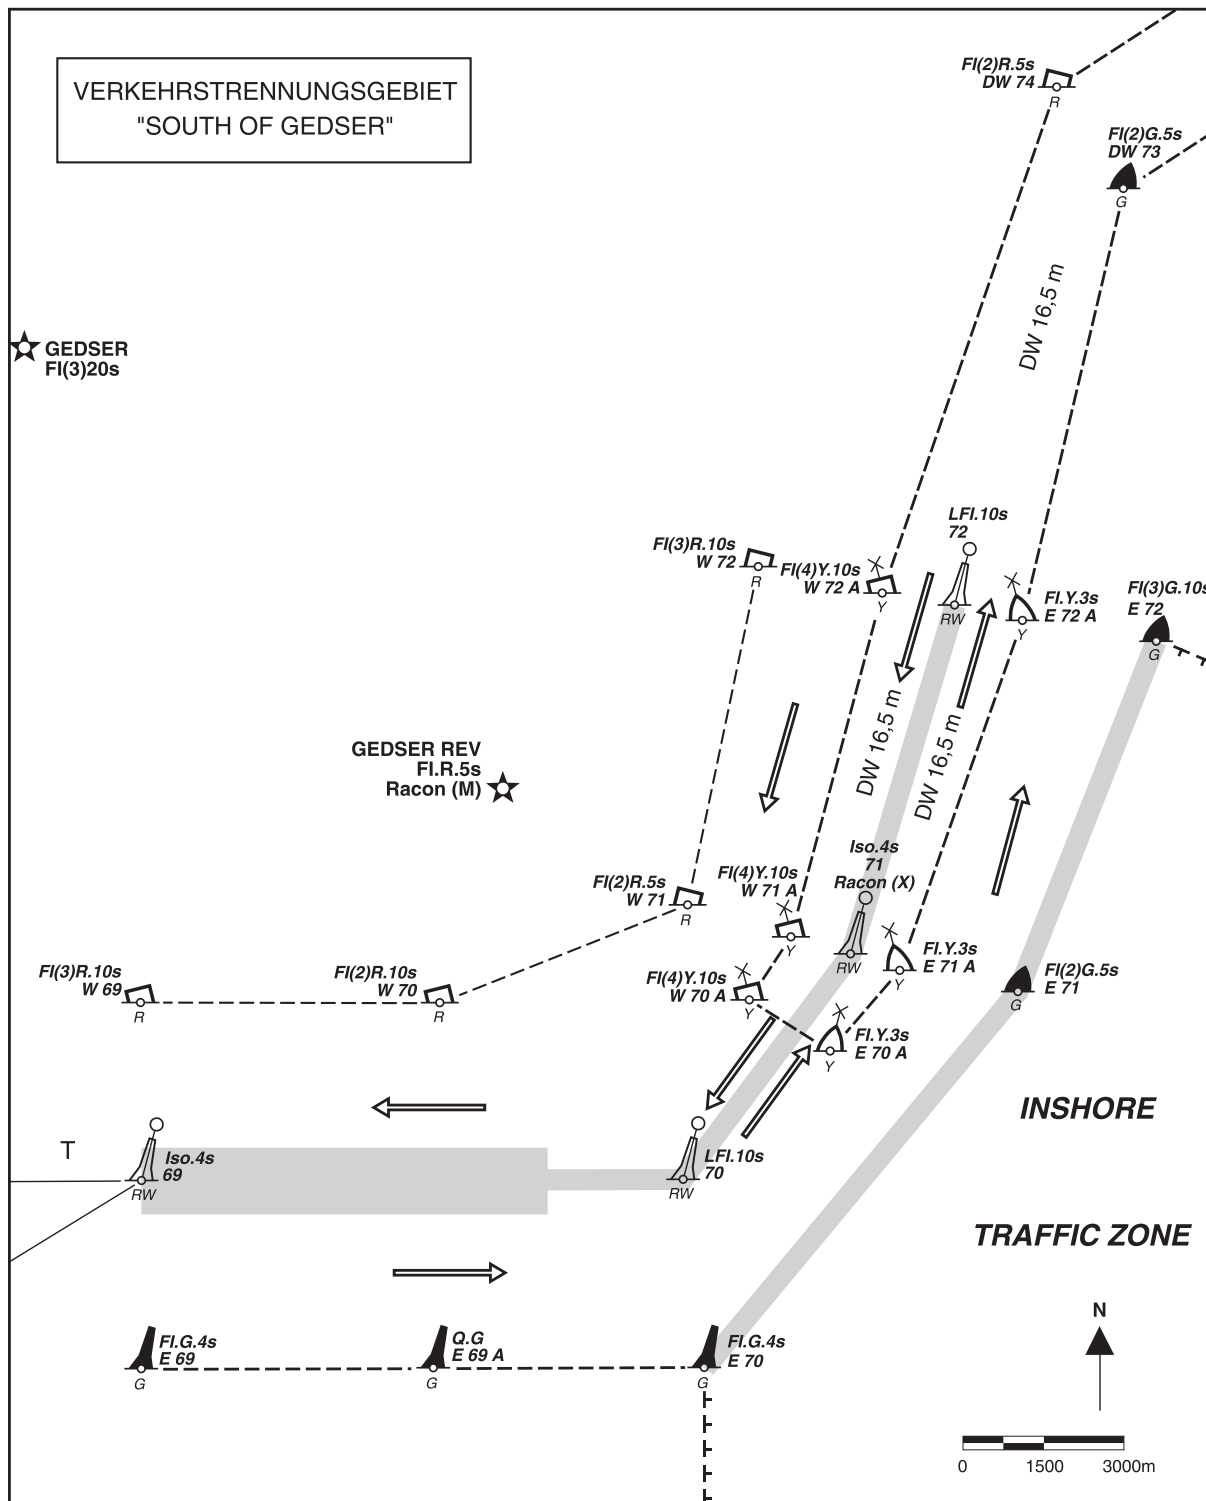 VERKEHRSTRENNUNGSGEBIET
"SOUTH OF GEDSER"
Fl(2)R.5s
DW 74
R
Fl(2)G.5s
DW 73
G
DW 16,5 m
GEDSER
Fl(3)20s
LFl.10s
72
RW
Fl(3)R.10s
W 72
R
Fl(4)Y.10s
W 72 A
Y
Fl.Y.3s
E 72 A
Y
Fl(3)G.10s
E 72
G
DW 16,5 m
DW 16,5 m
GEDSER REV
Fl.R.5s
Racon (M)
Iso.4s
71
Racon (X)
RW
Fl(2)R.5s
W 71
R
Fl(4)Y.10s
W 71 A
Y
Fl.Y.3s
E 71 A
Y
Fl(2)G.5s
E 71
G
Fl(3)R.10s
W 69
R
Fl(2)R.10s
W 70
R
Fl(4)Y.10s
W 70 A
Y
Fl.Y.3s
E 70 A
Y
INSHORE
TRAFFIC ZONE
T
Iso.4s
69
RW
LFl.10s
70
RW
Fl.G.4s
E 69
G
Q.G
E 69 A
G
Fl.G.4s
E 70
G
N
0 1500 3000m